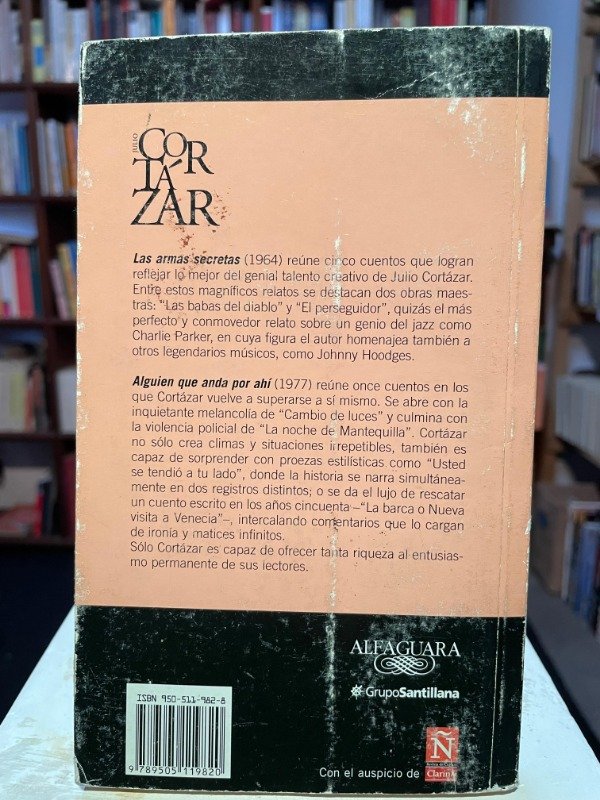 JULIO
COR
TÁ
ZAR
Las armas secretas (1964) reúne cinco cuentos que logran
reflejar lo mejor del genial talento creativo de Julio Cortázar.
Entre estos magníficos relatos se destacan dos obras maes-
tras: "Las babas del diablo" y "El perseguidor", quizás el más
perfecto y conmovedor relato sobre un genio del jazz como
Charlie Parker, en cuya figura el autor homenajea también a
otros legendarios músicos, como Johnny Hoodges.
Alguien que anda por ahí (1977) reúne once cuentos en los
que Cortázar vuelve a superarse a sí mismo. Se abre con la
inquietante melancolía de "Cambio de luces" y culmina con
la violencia policial de "La noche de Mantequilla". Cortázar
no sólo crea climas y situaciones irrepetibles, también es
capaz de sorprender con proezas estilísticas como "Usted
se tendió a tu lado", donde la historia se narra simultánea-
mente en dos registros distintos; o se da el lujo de rescatar
un cuento escrito en los años cincuenta –"La barca o Nueva
visita a Venecia"–, intercalando comentarios que lo cargan
de ironía y matices infinitos.
Sólo Cortázar es capaz de ofrecer tanta riqueza al entusias-
mo permanente de sus lectores.
ALFAGUARA
GrupoSantillana
ISBN 950-511-982-8
9 789505 119820
Con el auspicio de
Ñ
Clarín